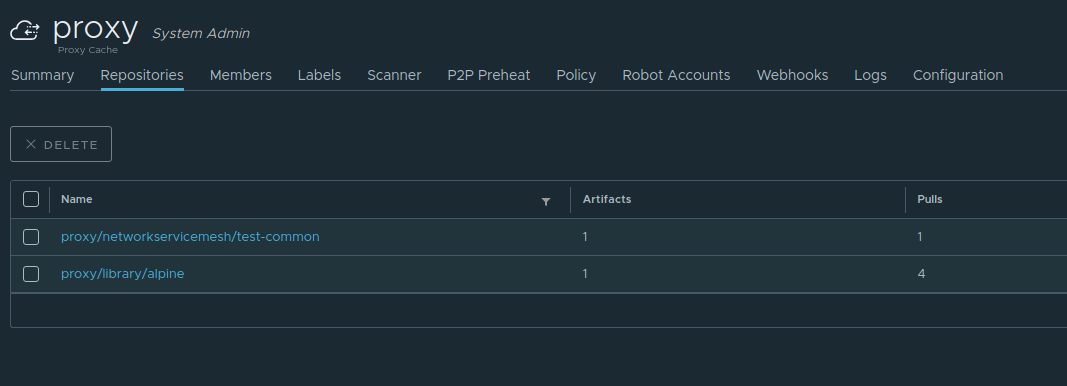 proxy System Admin
Proxy Cache
Summary Repositories Members Labels Scanner P2P Preheat Policy Robot Accounts Webhooks Logs Configuration
DELETE
Name Artifacts Pulls
proxy/networkservicemesh/test-common 1 1
proxy/library/alpine 1 4